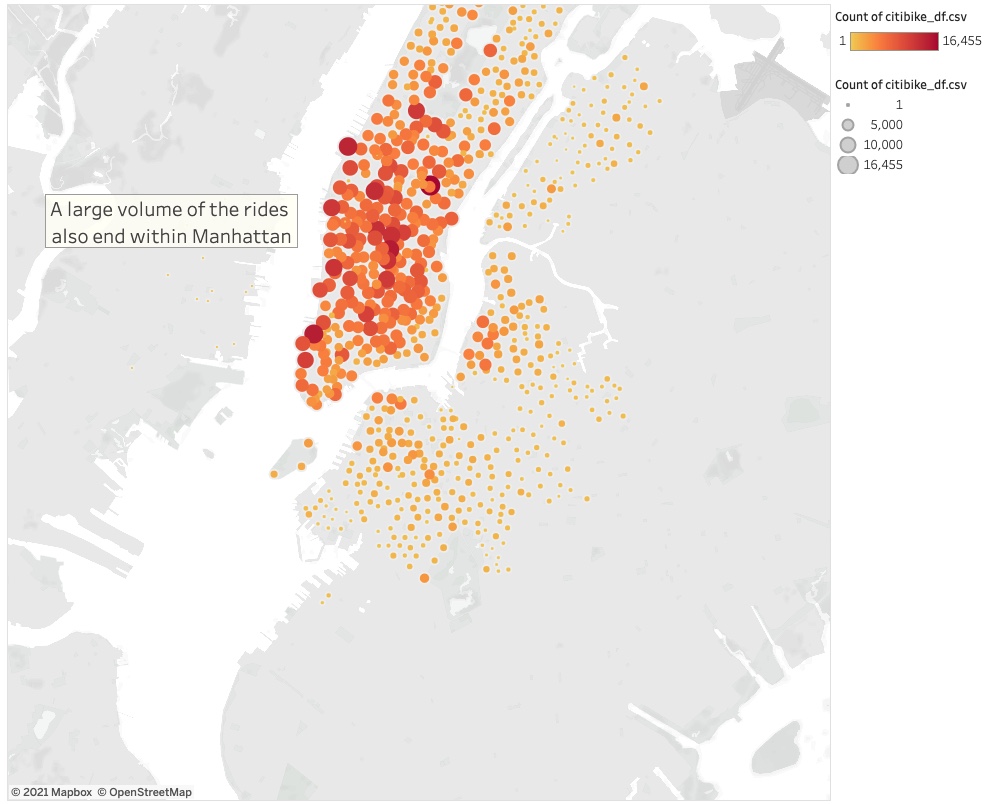 Count of citibike_df.csv
1 16,455
Count of citibike_df.csv
1
5,000
10,000
16,455
A large volume of the rides
also end within Manhattan
© 2021 Mapbox © OpenStreetMap